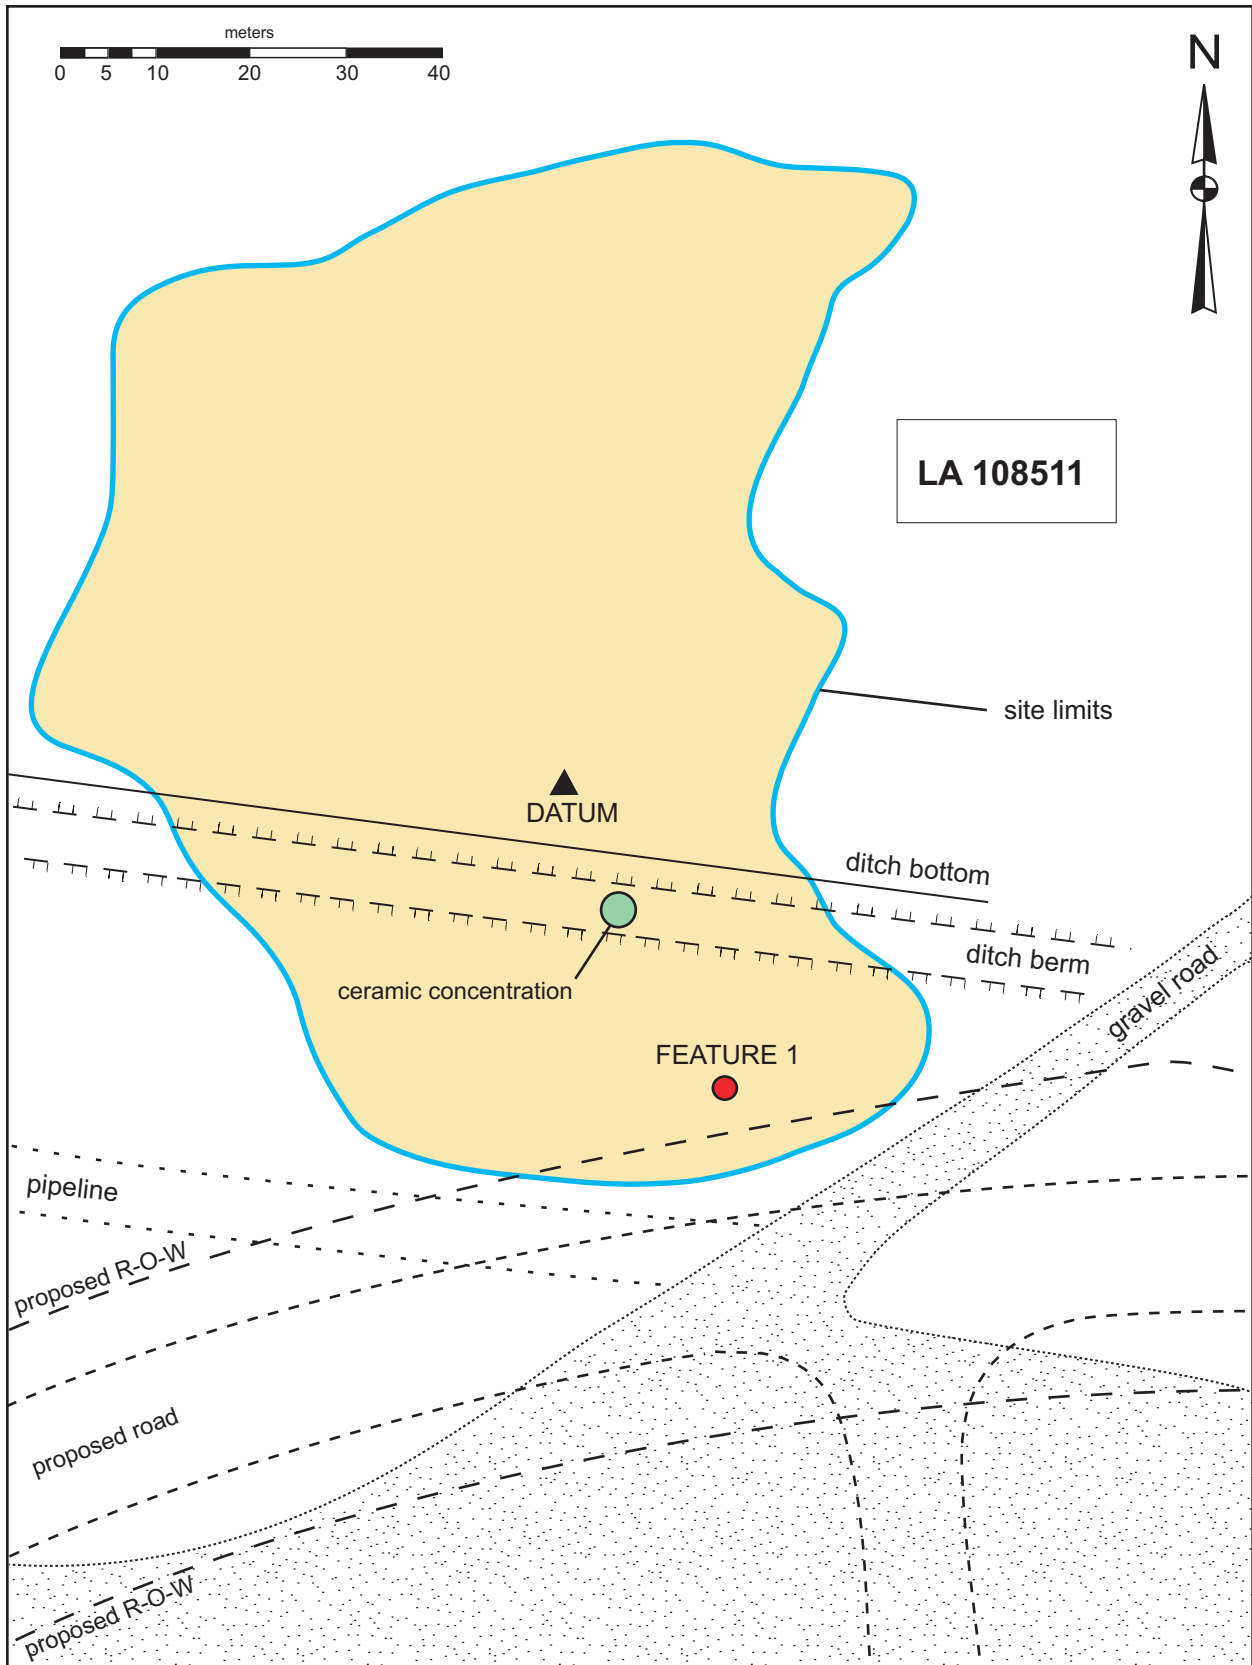 meters
0 5 10 20 30 40
N
LA 108511
site limits
DATUM
ditch bottom
ditch berm
ceramic concentration
gravel road
FEATURE 1
pipeline
proposed R-O-W
proposed road
proposed R-O-W